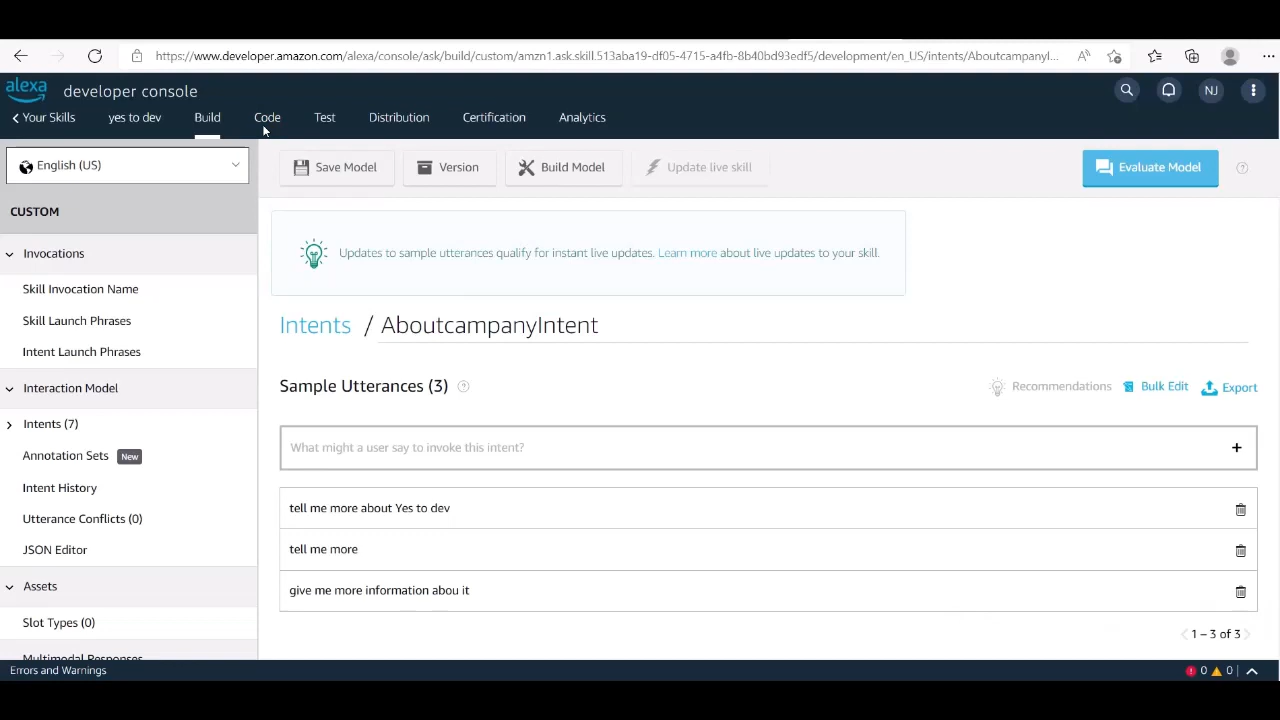 https://www.developer.amazon.com/alexa/console/ask/build/custom/amzn1.ask.skill.513aba19-df05-4715-a4fb-8b40bd93edf5/development/en_US/intents/AboutcampanyI...
alexa developer console
NJ
Your Skills yes to dev Build Code Test Distribution Certification Analytics
English (US)
Save Model Version Build Model Update live skill Evaluate Model
CUSTOM
Invocations
Skill Invocation Name
Skill Launch Phrases
Intent Launch Phrases
Interaction Model
Intents (7)
Annotation Sets New
Intent History
Utterance Conflicts (0)
JSON Editor
Assets
Slot Types (0)
Multimodal Responses
Updates to sample utterances qualify for instant live updates. Learn more about live updates to your skill.
Intents / AboutcampanyIntent
Sample Utterances (3)
Recommendations Bulk Edit Export
What might a user say to invoke this intent?
tell me more about Yes to dev
tell me more
give me more information abou it
1 – 3 of 3
Errors and Warnings
0 0